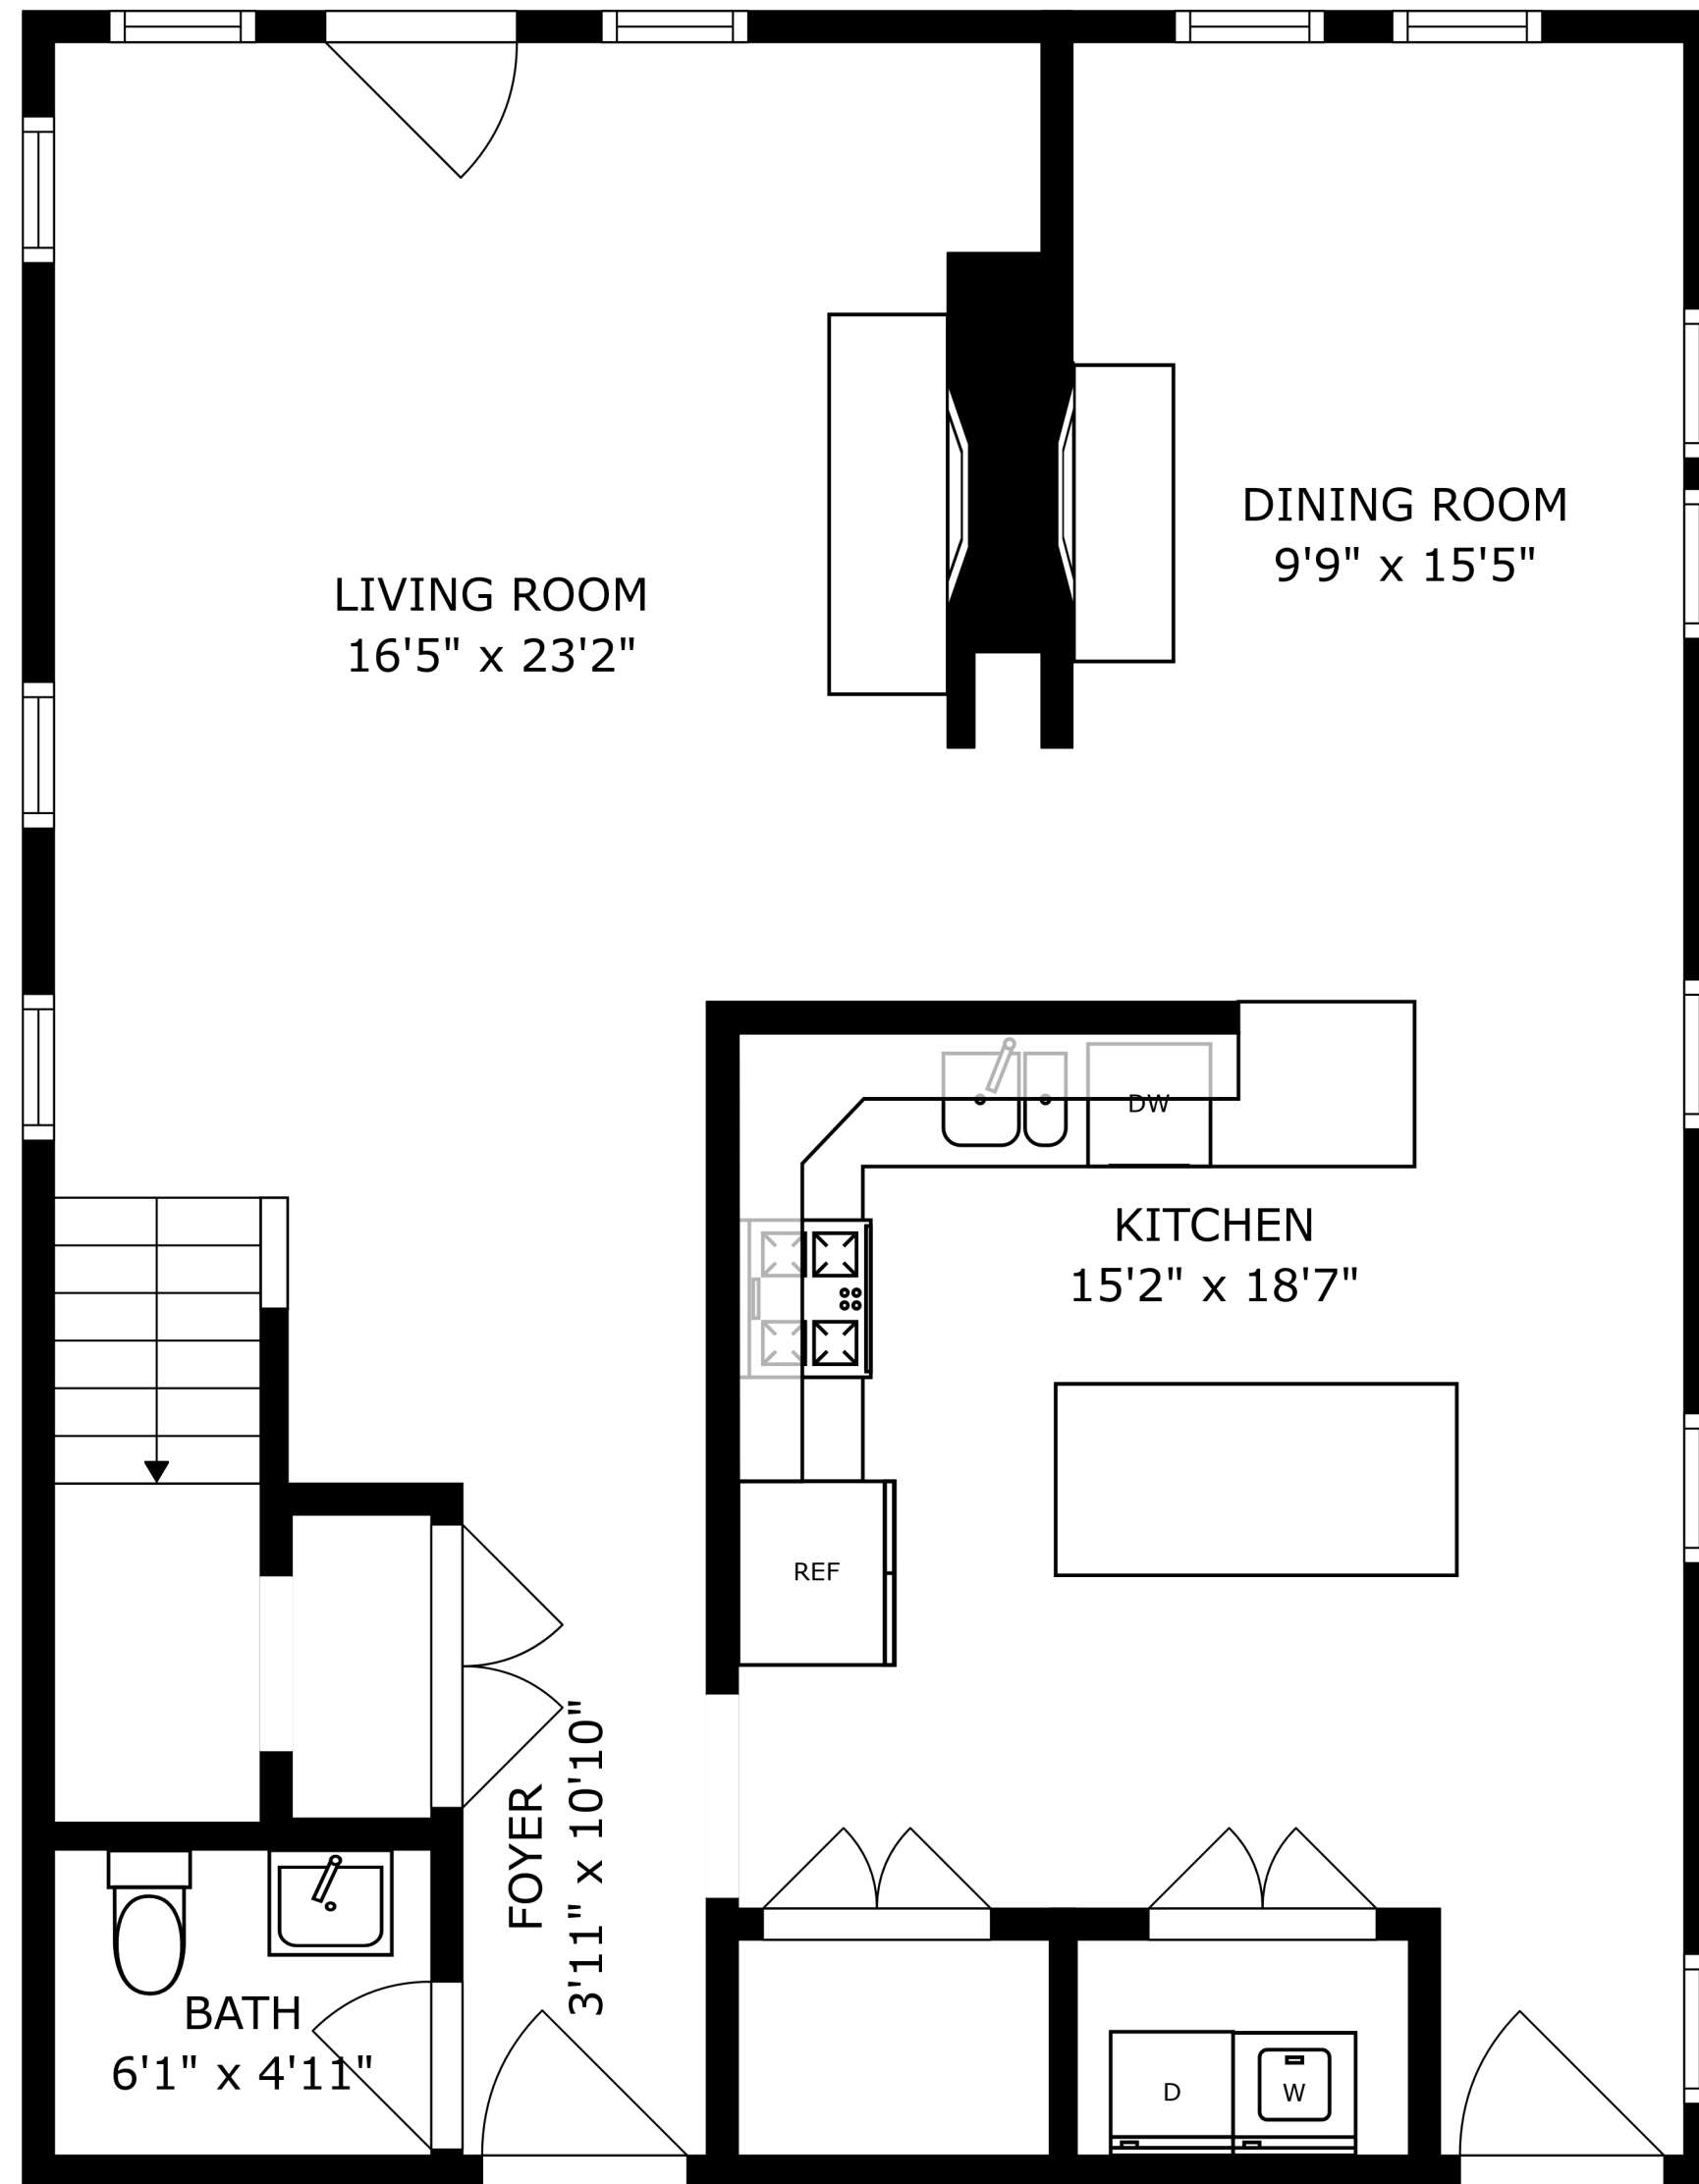 DINING ROOM
9'9" x 15'5"
LIVING ROOM
16'5" x 23'2"
DW
KITCHEN
15'2" x 18'7"
REF
FOYER
3'11" x 10'10"
BATH
6'1" x 4'11"
D
W